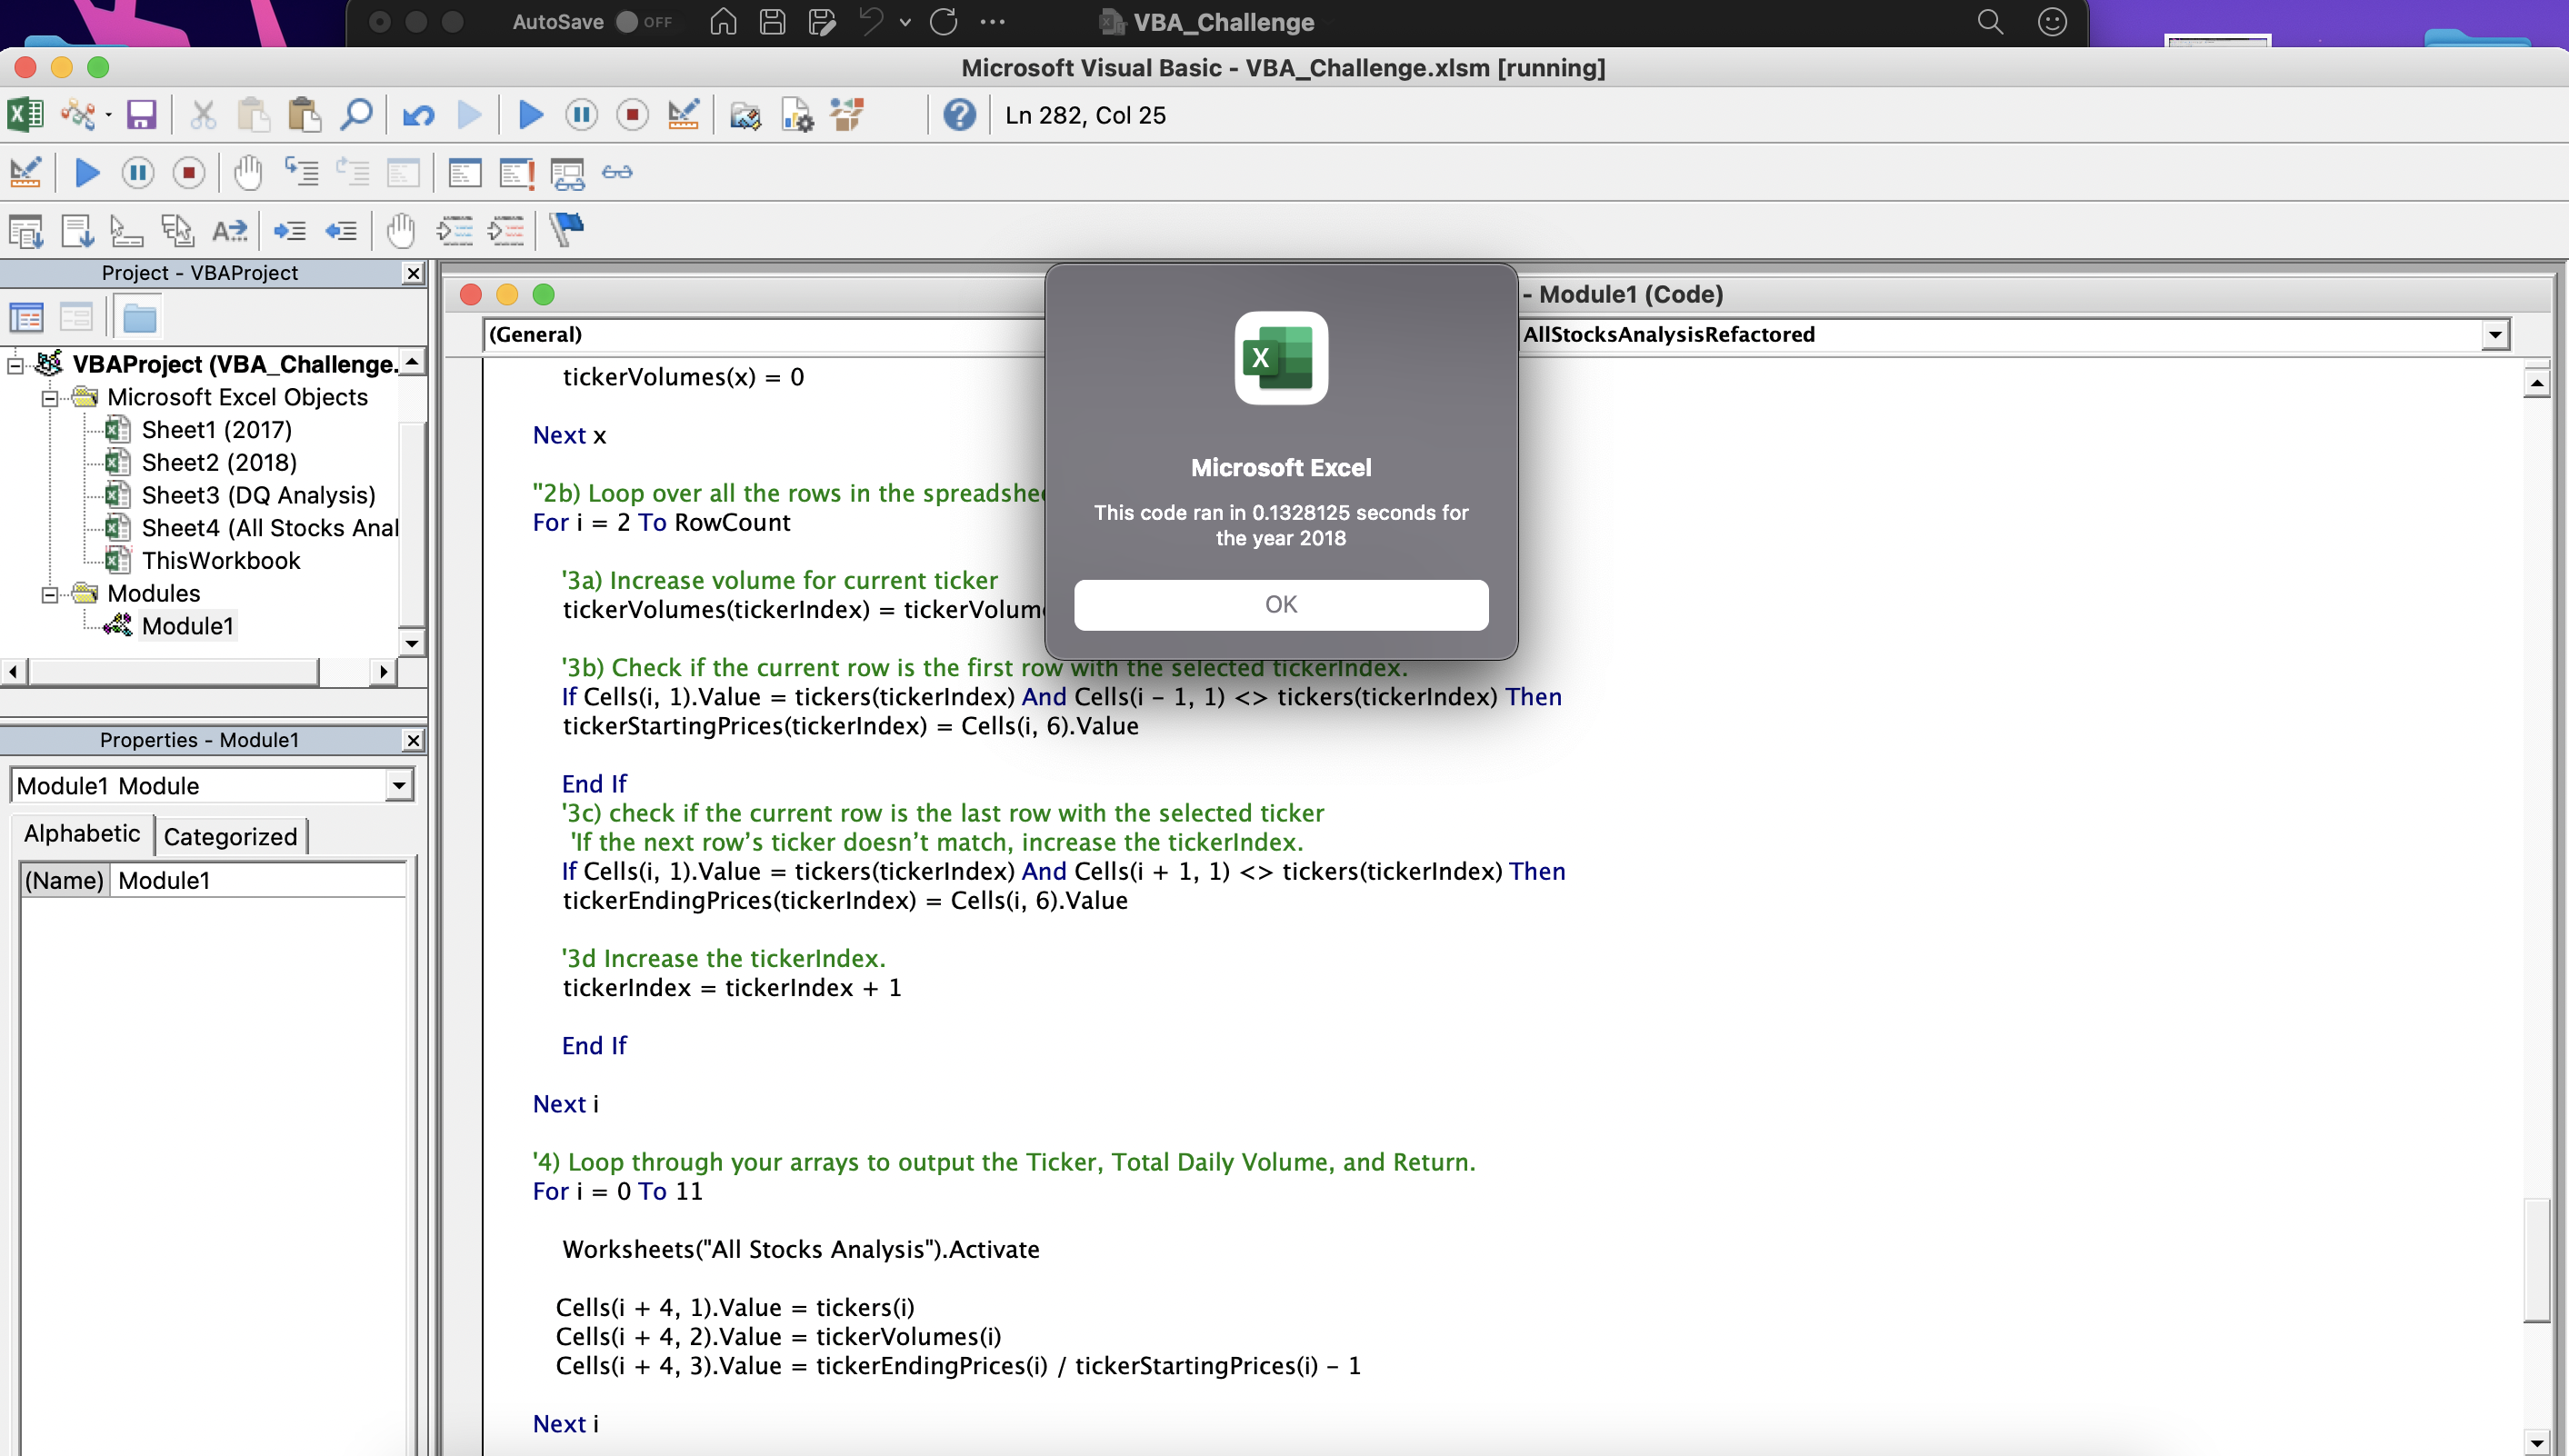 AutoSave OFF VBA_Challenge
Microsoft Visual Basic - VBA_Challenge.xlsm [running]
Ln 282, Col 25
Project - VBAProject
VBAProject (VBA_Challenge.
Microsoft Excel Objects
Sheet1 (2017)
Sheet2 (2018)
Sheet3 (DQ Analysis)
Sheet4 (All Stocks Anal
ThisWorkbook
Modules
Module1
Properties - Module1
Module1 Module
Alphabetic Categorized
(Name) Module1
- Module1 (Code)
(General)
AllStocksAnalysisRefactored
tickerVolumes(x) = 0
Next x
"2b) Loop over all the rows in the spreadshe
For i = 2 To RowCount
'3a) Increase volume for current ticker
tickerVolumes(tickerIndex) = tickerVolum
'3b) Check if the current row is the first row with the selected tickerIndex.
If Cells(i, 1).Value = tickers(tickerIndex) And Cells(i - 1, 1) <> tickers(tickerIndex) Then
tickerStartingPrices(tickerIndex) = Cells(i, 6).Value
End If
'3c) check if the current row is the last row with the selected ticker
'If the next row’s ticker doesn’t match, increase the tickerIndex.
If Cells(i, 1).Value = tickers(tickerIndex) And Cells(i + 1, 1) <> tickers(tickerIndex) Then
tickerEndingPrices(tickerIndex) = Cells(i, 6).Value
'3d Increase the tickerIndex.
tickerIndex = tickerIndex + 1
End If
Next i
'4) Loop through your arrays to output the Ticker, Total Daily Volume, and Return.
For i = 0 To 11
Worksheets("All Stocks Analysis").Activate
Cells(i + 4, 1).Value = tickers(i)
Cells(i + 4, 2).Value = tickerVolumes(i)
Cells(i + 4, 3).Value = tickerEndingPrices(i) / tickerStartingPrices(i) - 1
Next i
Microsoft Excel
This code ran in 0.1328125 seconds for
the year 2018
OK